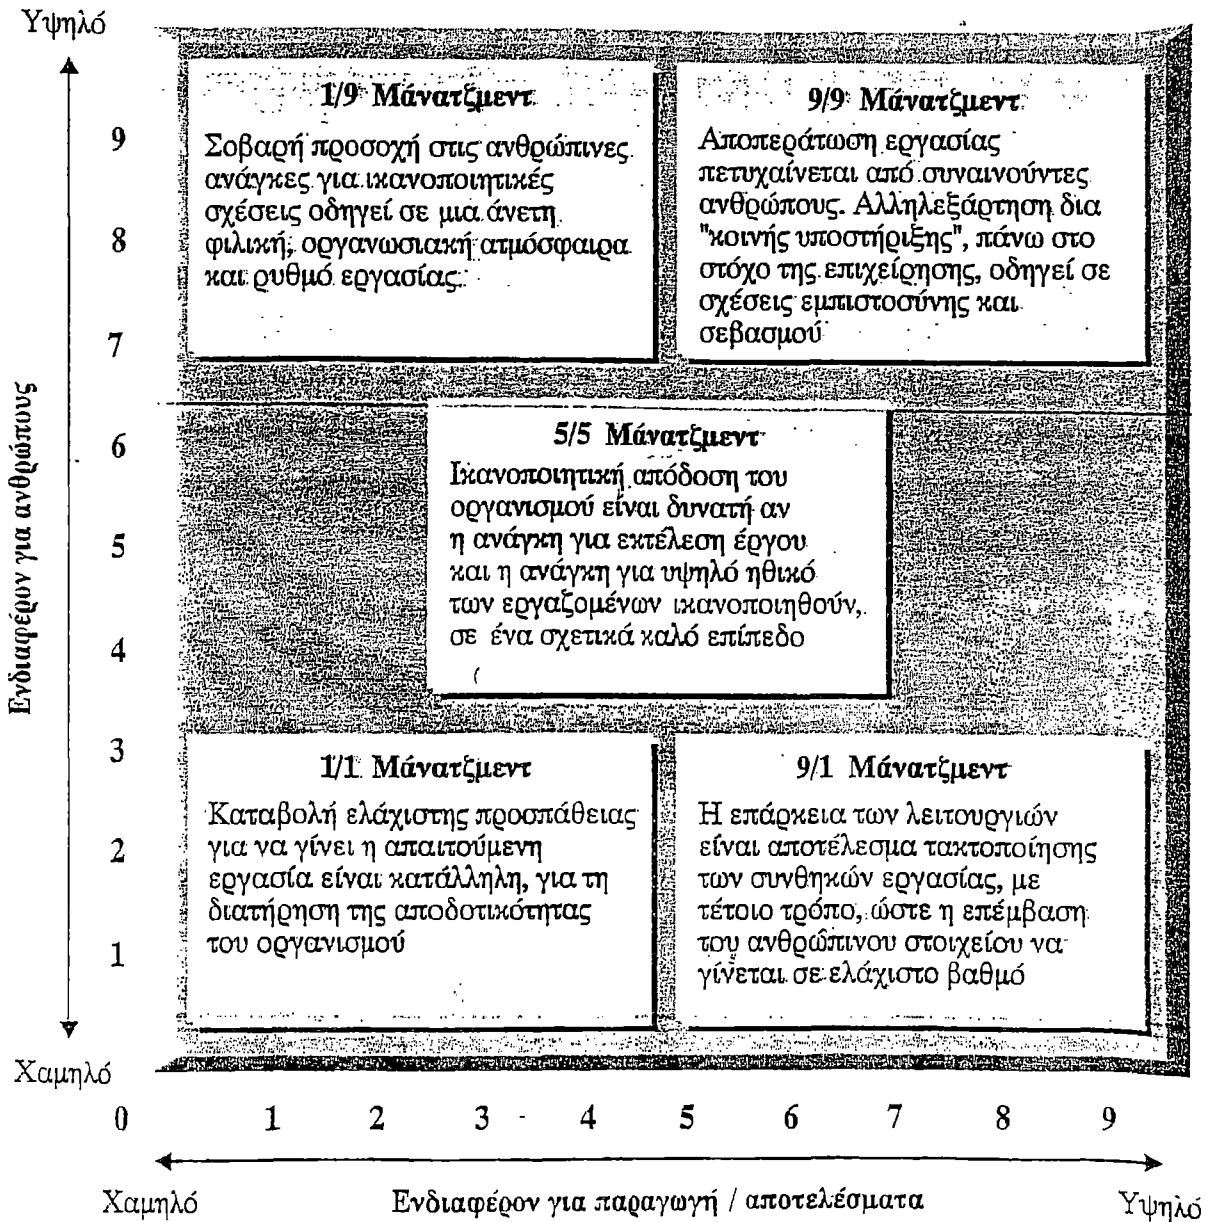 Υψηλό
1/9 Μάνατζμεντ
Σοβαρή προσοχή στις ανθρώπινες
ανάγκες για ικανοποιητικές
σχέσεις οδηγεί σε μια άνετη
φιλική, οργανωσιακή ατμόσφαιρα
και ρυθμό εργασίας.
9/9 Μάνατζμεντ
Αποπεράτωση εργασίας
πετυχαίνεται από συναινούντες
ανθρώπους. Αλληλεξάρτηση δια
"κοινής υποστήριξης", πάνω στο
στόχο της επιχείρησης, οδηγεί σε
σχέσεις εμπιστοσύνης και
σεβασμού
5/5 Μάνατζμεντ
Ικανοποιητική απόδοση του
οργανισμού είναι δυνατή αν
η ανάγκη για εκτέλεση έργου
και η ανάγκη για υψηλό ηθικό
των εργαζομένων ικανοποιηθούν,
σε ένα σχετικά καλό επίπεδο
1/1 Μάνατζμεντ
Καταβολή ελάχιστης προσπάθειας
για να γίνει η απαιτούμενη
εργασία είναι κατάλληλη, για τη
διατήρηση της αποδοτικότητας
του οργανισμού
9/1 Μάνατζμεντ
Η επάρκεια των λειτουργιών
είναι αποτέλεσμα τακτοποίησης
των συνθηκών εργασίας, με
τέτοιο τρόπο, ώστε η επέμβαση
του ανθρώπινου στοιχείου να
γίνεται σε ελάχιστο βαθμό
9
8
7
6
5
4
3
2
1
Ενδιαφέρον για ανθρώπους
Χαμηλό
0 1 2 3 4 5 6 7 8 9
Χαμηλό Ενδιαφέρον για παραγωγή / αποτελέσματα Υψηλό